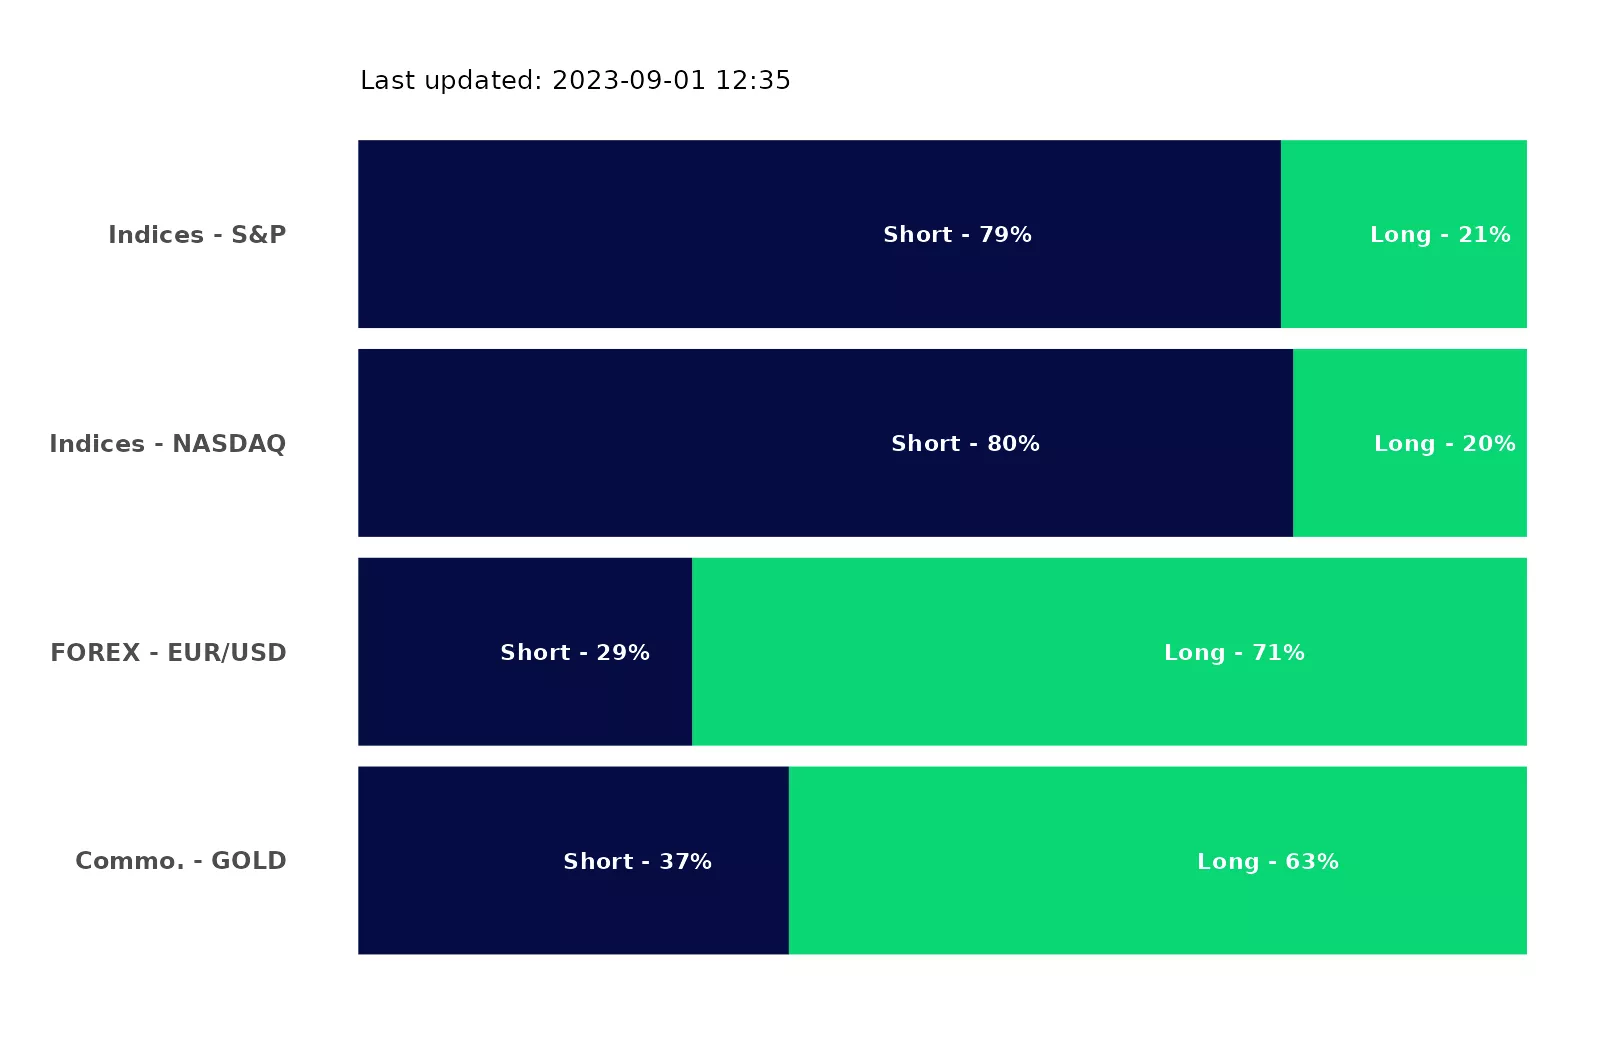 Last updated: 2023-09-01 12:35
Indices - S&P
Short - 79%
Long - 21%
Indices - NASDAQ
Short - 80%
Long - 20%
FOREX - EUR/USD
Short - 29%
Long - 71%
Commo. - GOLD
Short - 37%
Long - 63%